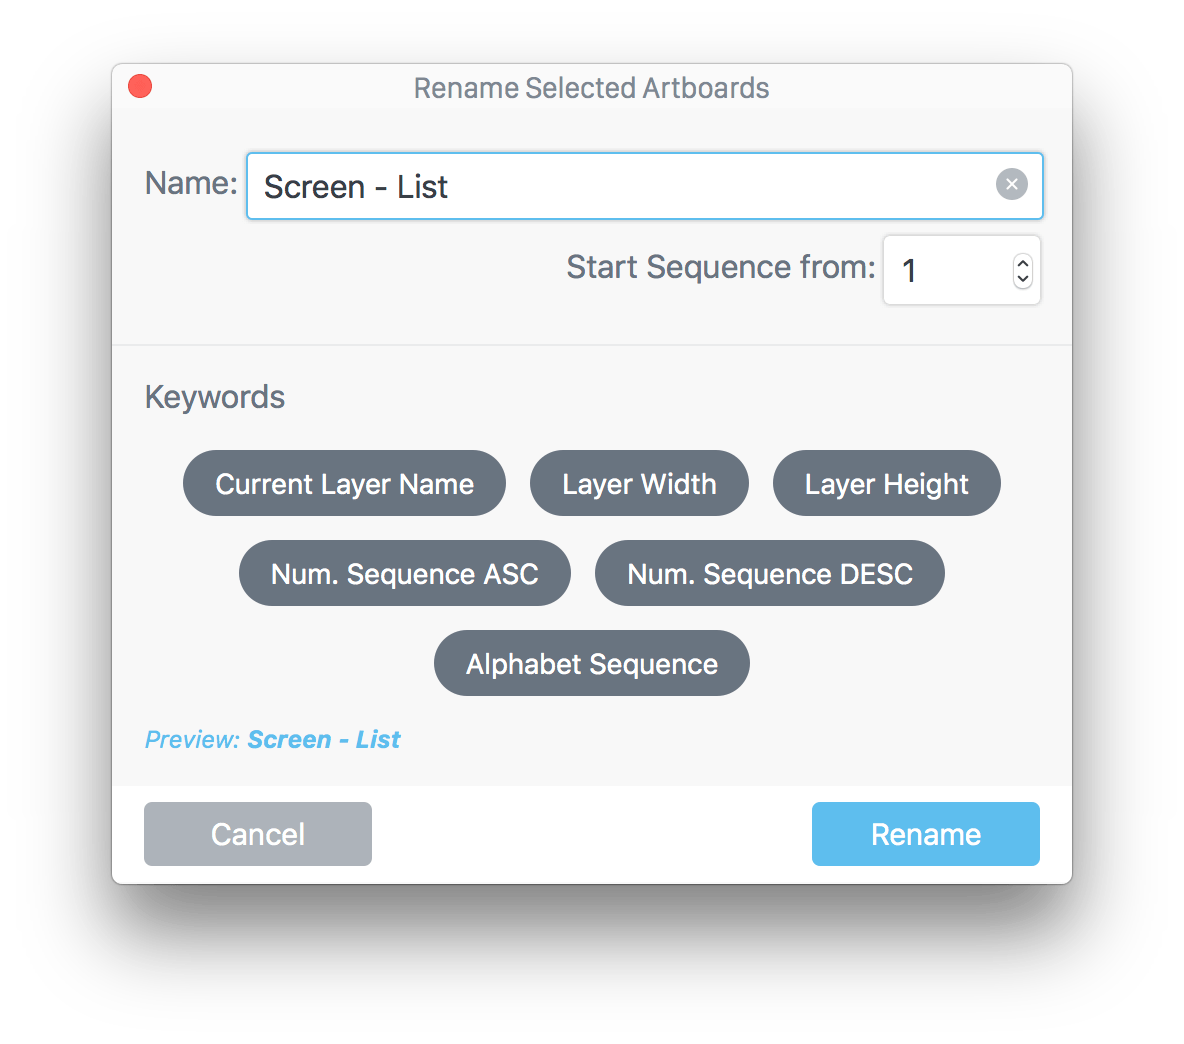 Rename Selected Artboards
Name: Screen - List
Start Sequence from: 1
Keywords
Current Layer Name Layer Width Layer Height
Num. Sequence ASC Num. Sequence DESC
Alphabet Sequence
Preview: Screen - List
Cancel Rename